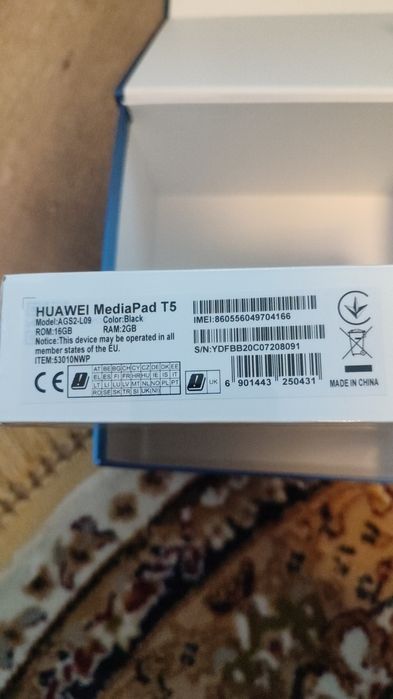 HUAWEI MediaPad T5
Model:AGS2-L09 Color:Black
ROM:16GB RAM:2GB
Notice:This device may be operated in all
member states of the EU.
ITEM:53010NWP
IMEI:860556049704166
S/N:YDFBB20C07208091
CE
AT BE BG CH CY CZ DE DK EE
EL ES FI FR HR HU IE IS IT
LT LI LU LV MT NL NO PL PT
RO SE SK TR SI UK(NI)
UK
6 901443 250431
MADE IN CHINA